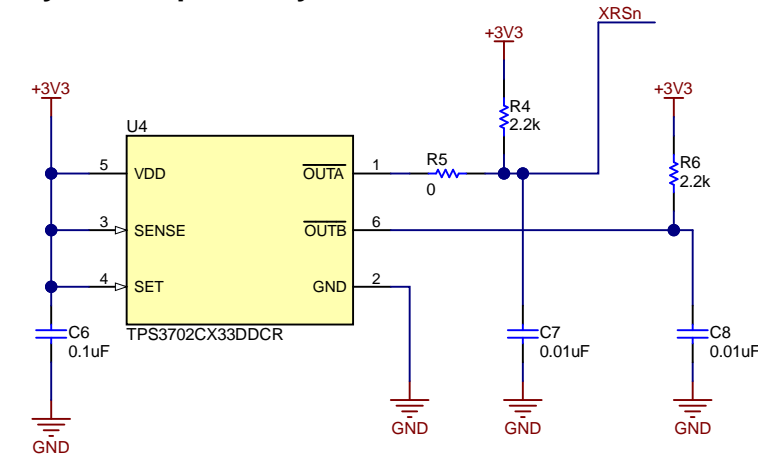 XRSn
+3V3
+3V3
+3V3
U4
R4
2.2k
R5
0
R6
2.2k
5 VDD
OUTA 1
3 SENSE
OUTB 6
4 SET
GND 2
TPS3702CX33DDCR
C6
0.1uF
C7
0.01uF
C8
0.01uF
GND
GND
GND
GND